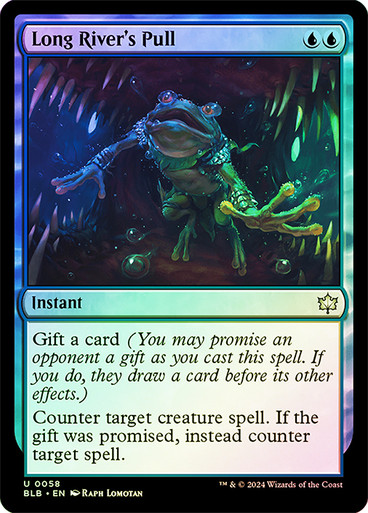 Long River's Pull
Instant
Gift a card (You may promise an
opponent a gift as you cast this spell. If
you do, they draw a card before its other
effects.)
Counter target creature spell. If the
gift was promised, instead counter
target spell.
U 0058
BLB • EN Raph Lomotan
™ & © 2024 Wizards of the Coast